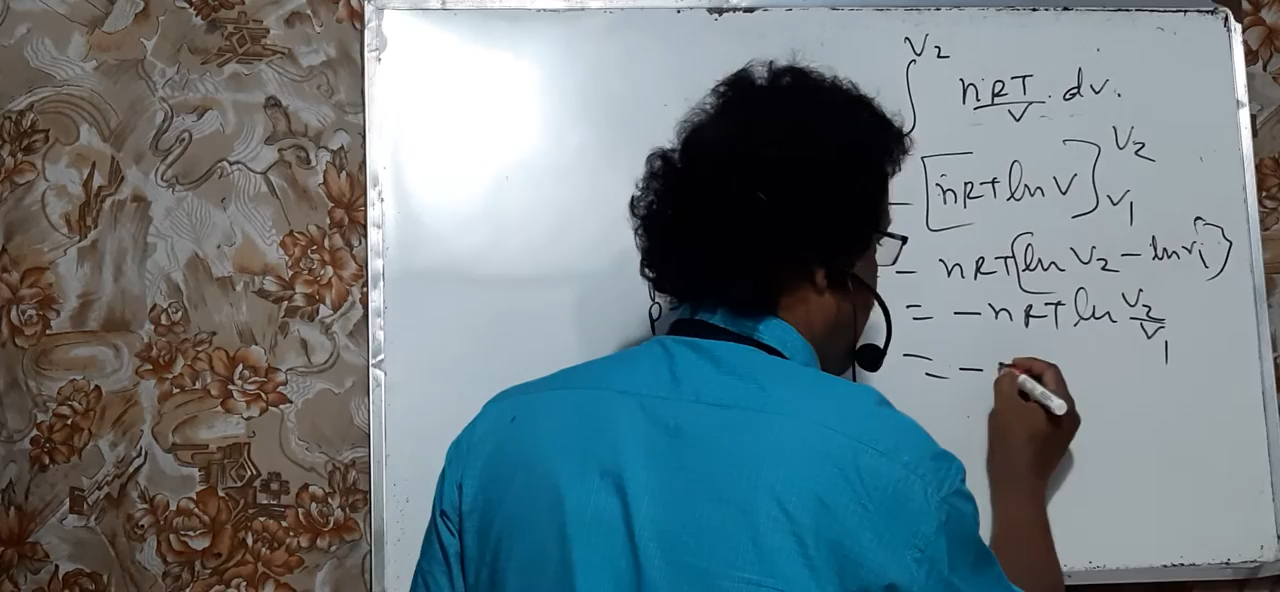 ∫ V2 nRT/V . dv.
− [nRT ln V] V2 V1
− nRT(ln V2 − ln V1)
= − nRT ln V2/V1
= −
P